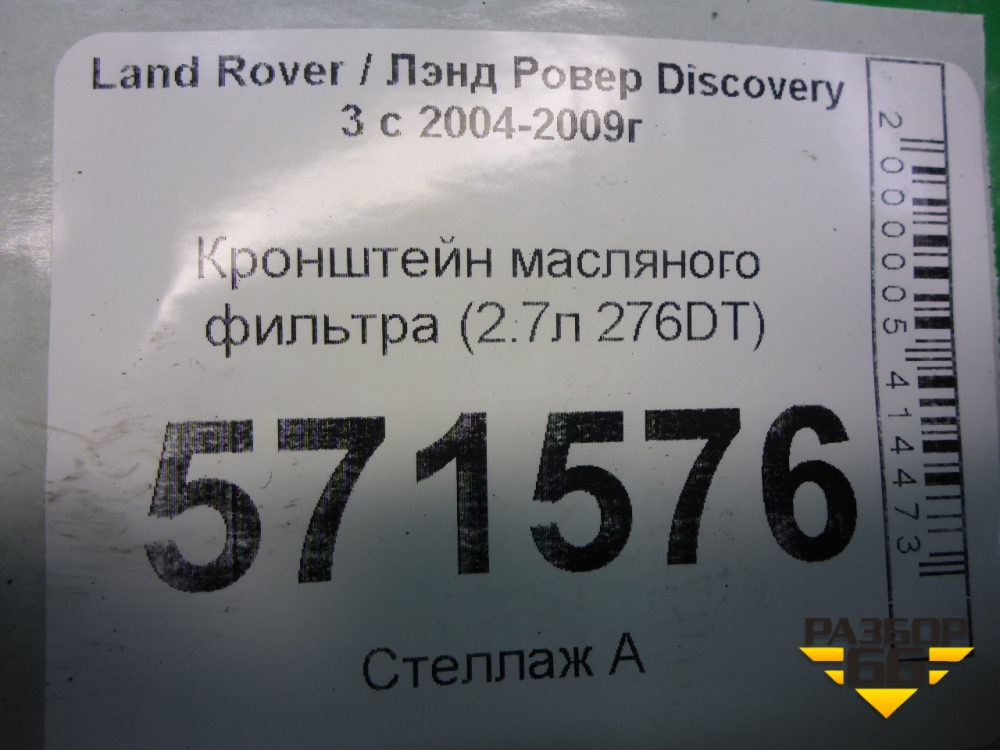 Land Rover / Лэнд Ровер Discovery
3 с 2004-2009г
Кронштейн масляного
фильтра (2.7л 276DT)
571576
Стеллаж А
2000005414473
РАЗБОР
66